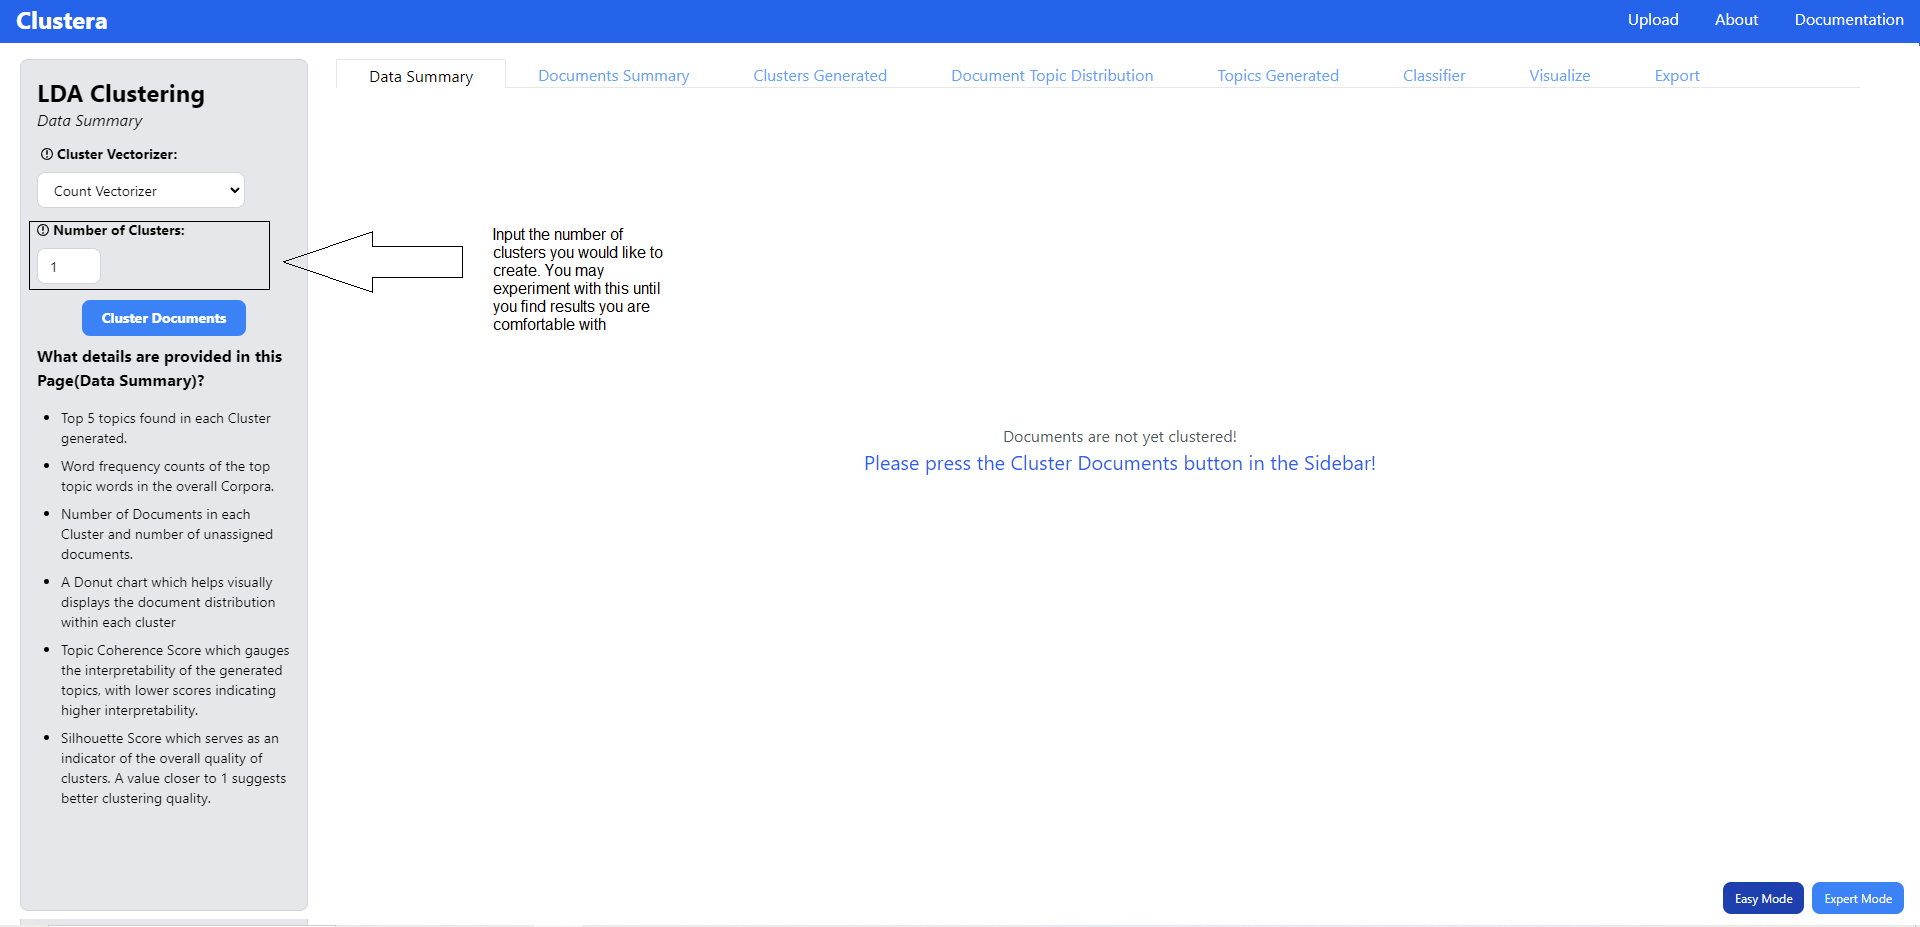 Clustera
Upload
About
Documentation
LDA Clustering
Data Summary
Cluster Vectorizer:
Count Vectorizer
Number of Clusters:
1
Cluster Documents
What details are provided in this
Page(Data Summary)?
Top 5 topics found in each Cluster
generated.
Word frequency counts of the top
topic words in the overall Corpora.
Number of Documents in each
Cluster and number of unassigned
documents.
A Donut chart which helps visually
displays the document distribution
within each cluster
Topic Coherence Score which gauges
the interpretability of the generated
topics, with lower scores indicating
higher interpretability.
Silhouette Score which serves as an
indicator of the overall quality of
clusters. A value closer to 1 suggests
better clustering quality.
Data Summary
Documents Summary
Clusters Generated
Document Topic Distribution
Topics Generated
Classifier
Visualize
Export
Input the number of
clusters you would like to
create. You may
experiment with this until
you find results you are
comfortable with
Documents are not yet clustered!
Please press the Cluster Documents button in the Sidebar!
Easy Mode
Expert Mode